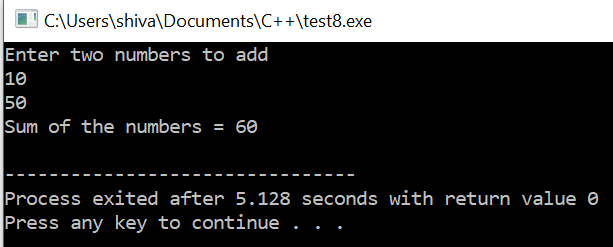 C:\Users\shiva\Documents\C++\test8.exe
Enter two numbers to add
10
50
Sum of the numbers = 60
--------------------------------
Process exited after 5.128 seconds with return value 0
Press any key to continue . . .